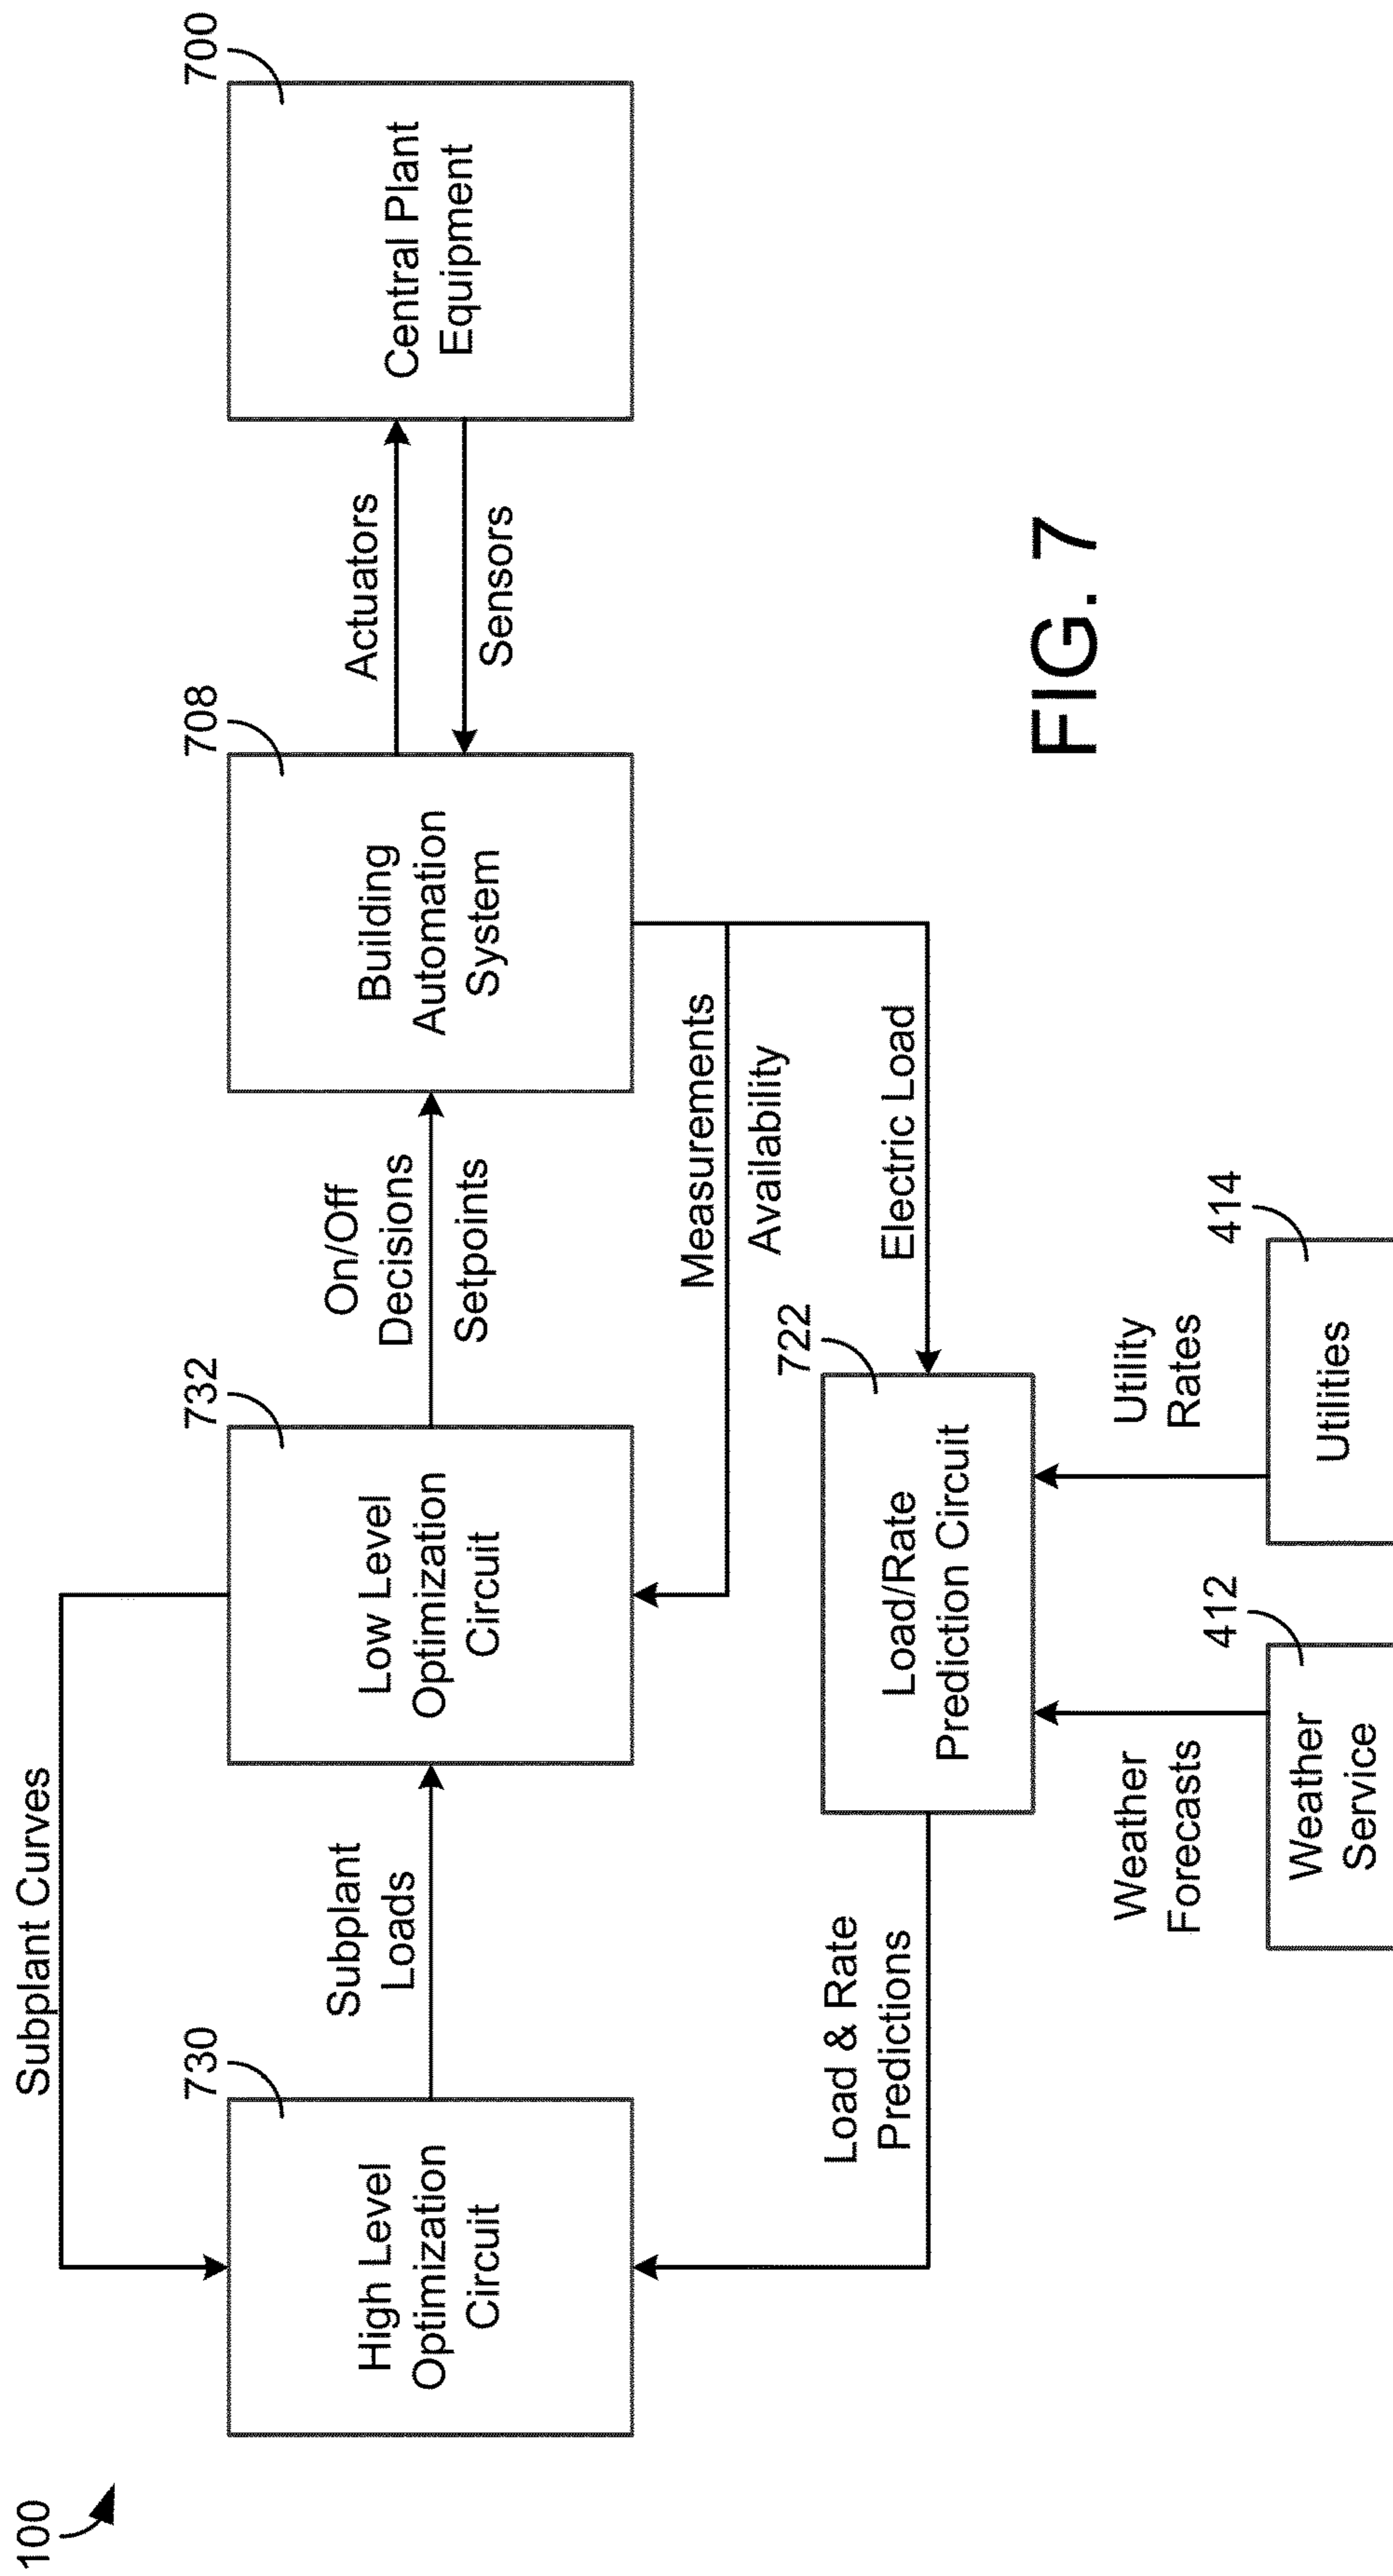 100
Subplant Curves
730
High Level
Optimization
Circuit
Subplant
Loads
732
Low Level
Optimization
Circuit
On/Off
Decisions
Setpoints
708
Building
Automation
System
Actuators
Sensors
700
Central Plant
Equipment
Measurements
Availability
Electric Load
Load & Rate
Predictions
722
Load/Rate
Prediction Circuit
Weather
Forecasts
Utility
Rates
412
Weather
Service
414
Utilities
FIG. 7